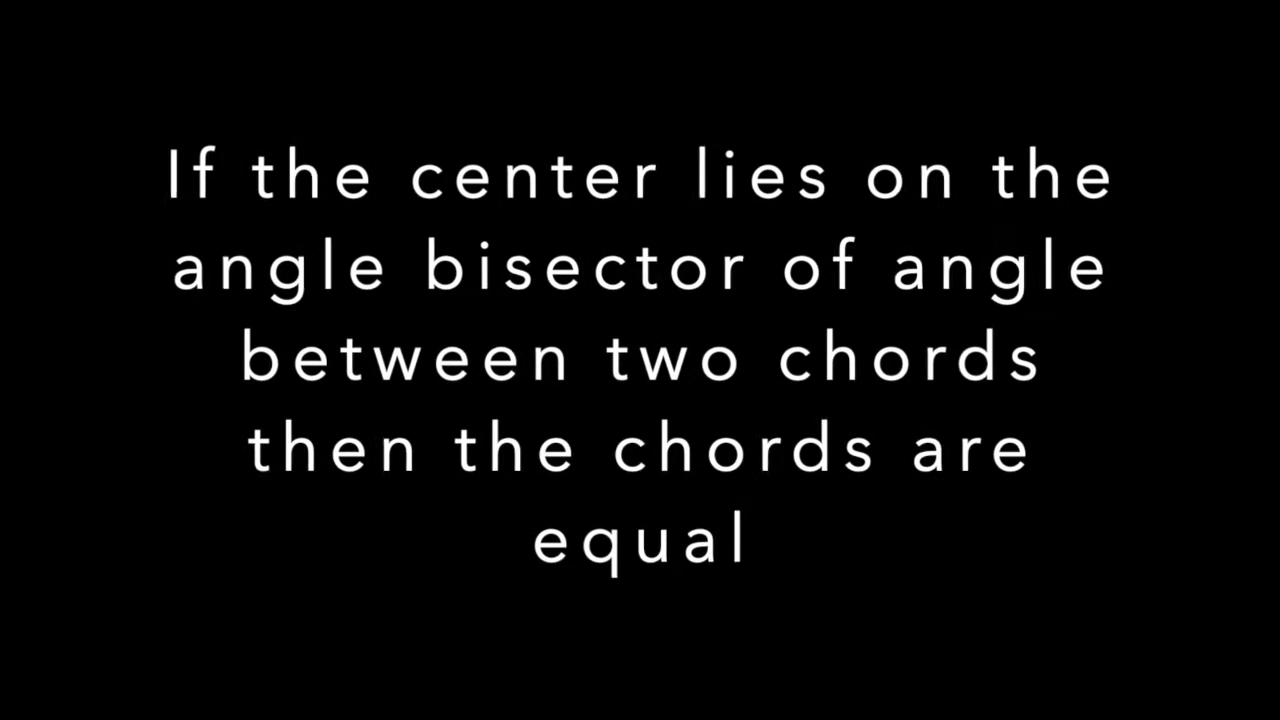 If the center lies on the
angle bisector of angle
between two chords
then the chords are
equal